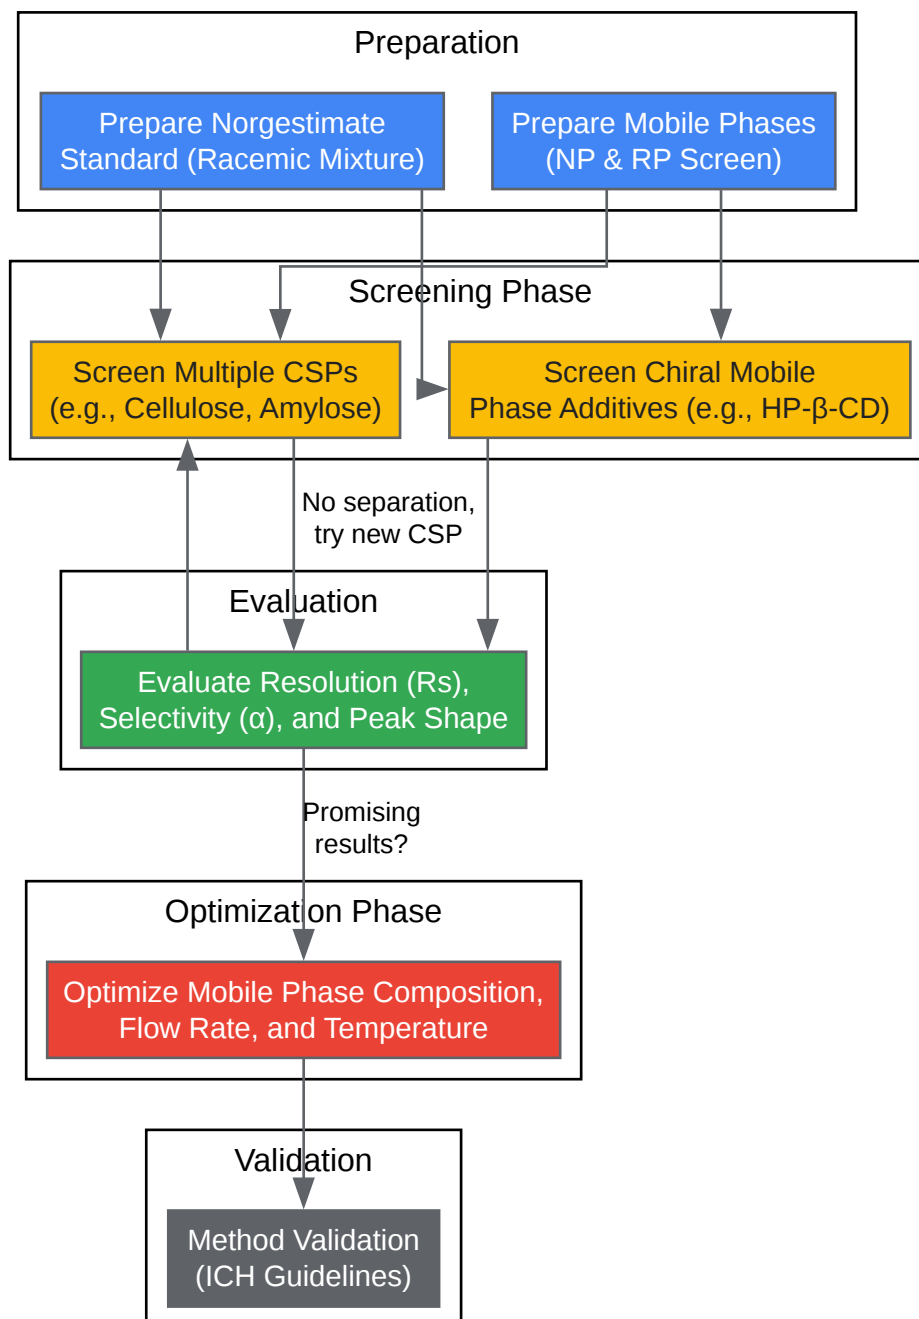 Preparation
Prepare Norgestimate
Standard (Racemic Mixture)
Prepare Mobile Phases
(NP & RP Screen)
Screening Phase
Screen Multiple CSPs
(e.g., Cellulose, Amylose)
Screen Chiral Mobile
Phase Additives (e.g., HP-β-CD)
No separation,
try new CSP
Evaluation
Evaluate Resolution (Rs),
Selectivity (α), and Peak Shape
Promising
results?
Optimization Phase
Optimize Mobile Phase Composition,
Flow Rate, and Temperature
Validation
Method Validation
(ICH Guidelines)